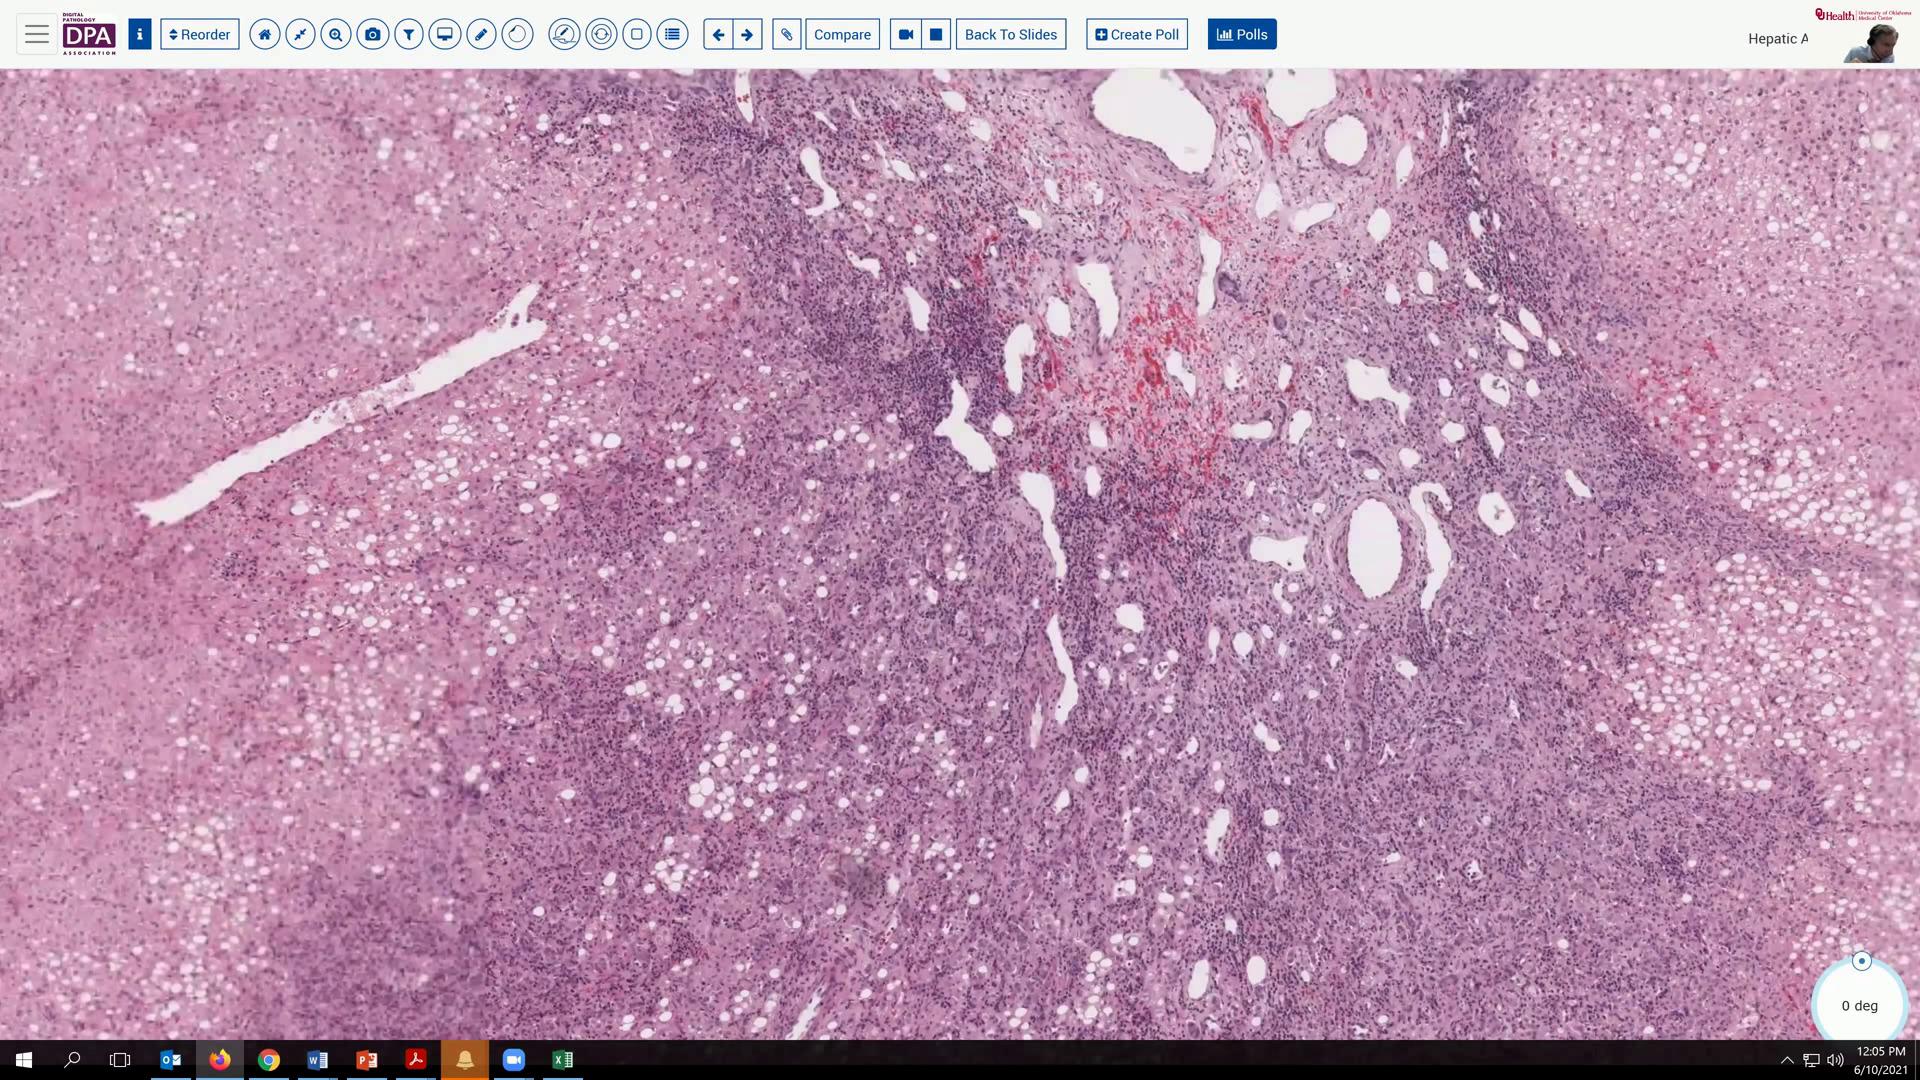 DIGITAL
PATHOLOGY
DPA
ASSOCIATION
i
Reorder
Compare
Back To Slides
Create Poll
Polls
Health
University of Oklahoma
Medical Center
Hepatic A
0 deg
12:05 PM
6/10/2021